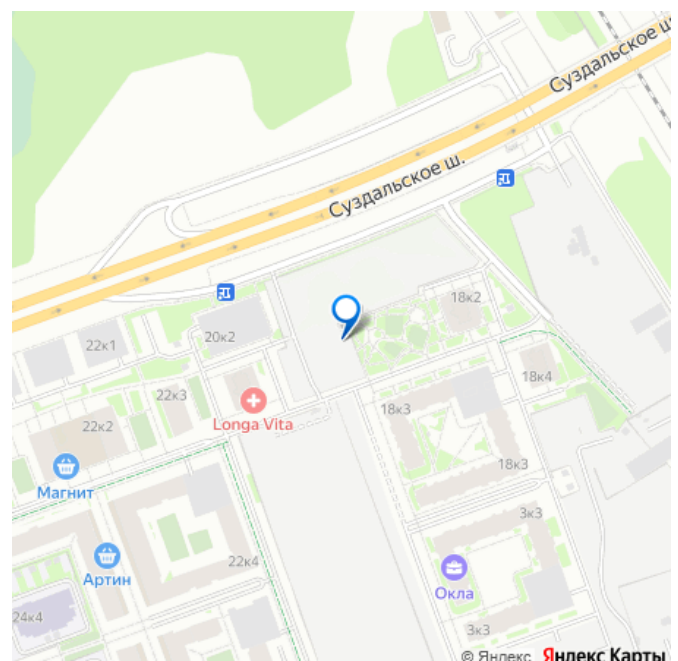 Суздальское ш
Суздальское ш.
18к2
20к2
22к1
18к4
22к3
18к3
Longa Vita
22к2
18к3
Магнит
3к3
Артин
22к4
Окла
24к4
3к3
© Яндекс Яндекс Карты